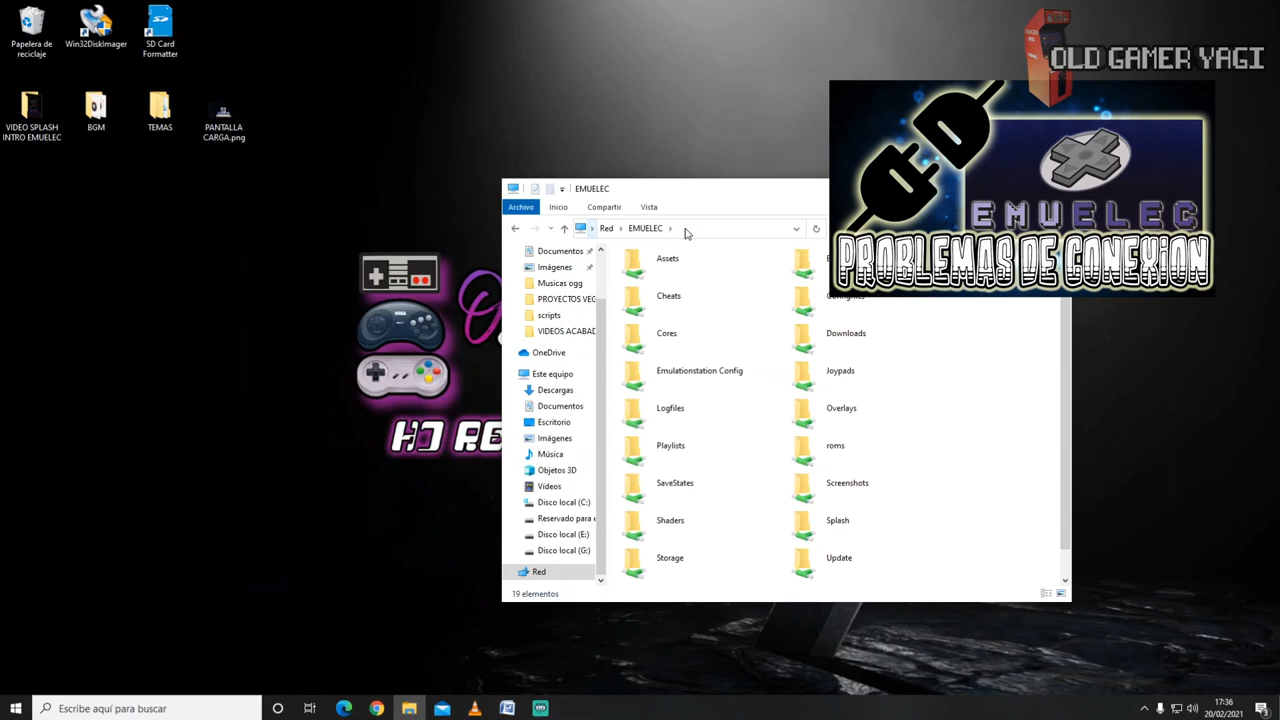 Papelera de
reciclaje
Win32DiskImager
SD Card
Formatter
VIDEO SPLASH
INTRO EMUELEC
BGM
TEMAS
PANTALLA
CARGA.png
OLD GAMER YAGI
EMUELEC
PROBLEMAS DE CONEXION
HD RE
EMUELEC
Archivo
Inicio
Compartir
Vista
Red
EMUELEC
Documentos
Imágenes
Musicas ogg
PROYECTOS VEG
scripts
VIDEOS ACABAD
OneDrive
Este equipo
Descargas
Documentos
Escritorio
Imágenes
Música
Objetos 3D
Vídeos
Disco local (C:)
Reservado para e
Disco local (E:)
Disco local (G:)
Red
Assets
Cheats
Cores
Downloads
Emulationstation Config
Joypads
Logfiles
Overlays
Playlists
roms
SaveStates
Screenshots
Shaders
Splash
Storage
Update
19 elementos
Escribe aquí para buscar
17:36
20/02/2021